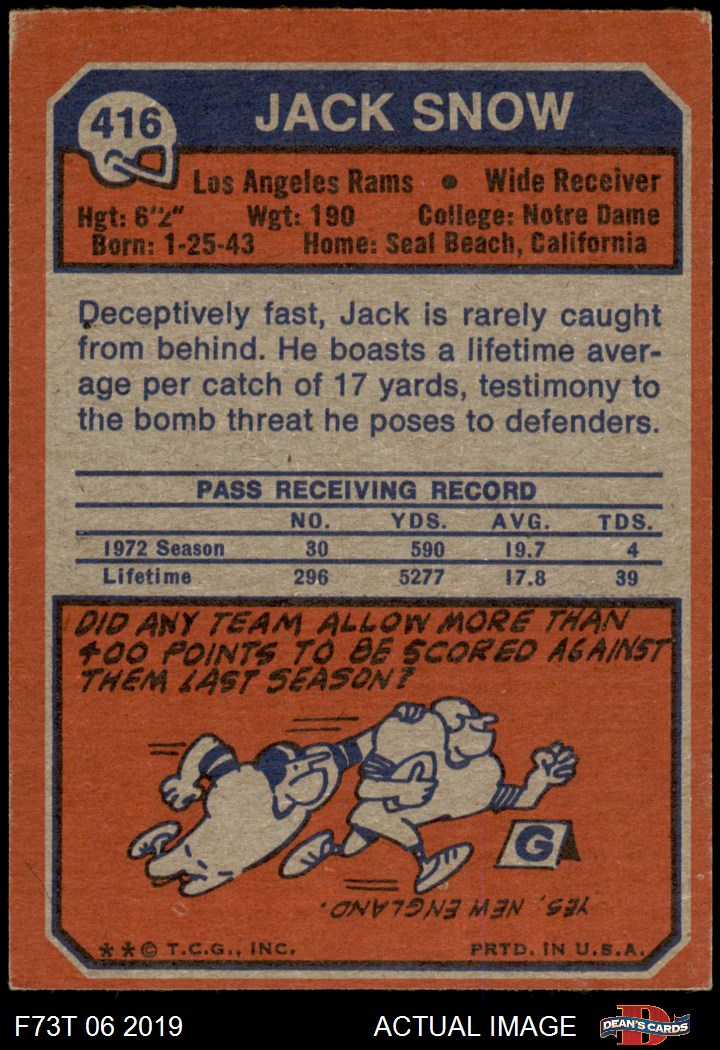 416
JACK SNOW
Los Angeles Rams • Wide Receiver
Hgt: 6"2" Wgt: 190 College: Notre Dame
Born: 1-25-43 Home: Seal Beach, California
Deceptively fast, Jack is rarely caught
from behind. He boasts a lifetime aver-
age per catch of 17 yards, testimony to
the bomb threat he poses to defenders.
PASS RECEIVING RECORD
NO. YDS. AVG. TDS.
1972 Season 30 590 19.7 4
Lifetime 296 5277 17.8 39
DID ANY TEAM ALLOW MORE THAN
400 POINTS TO BE SCORED AGAINST
THEM LAST SEASON?
G
YES, NEW ENGLAND.
**© T.C.G., INC. PRTD. IN U.S.A.
F73T 06 2019 ACTUAL IMAGE D DEAN'S CARDS